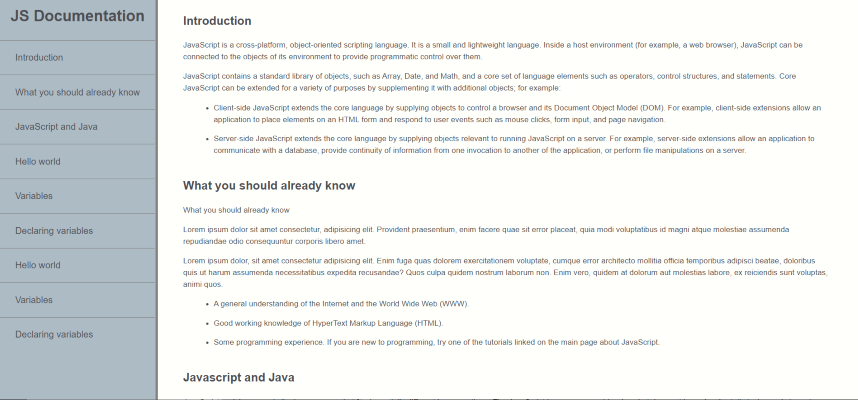 JS Documentation
Introduction
What you should already know
JavaScript and Java
Hello world
Variables
Declaring variables
Hello world
Variables
Declaring variables
Introduction
JavaScript is a cross-platform, object-oriented scripting language. It is a small and lightweight language. Inside a host environment (for example, a web browser), JavaScript can be
connected to the objects of its environment to provide programmatic control over them.
JavaScript contains a standard library of objects, such as Array, Date, and Math, and a core set of language elements such as operators, control structures, and statements. Core
JavaScript can be extended for a variety of purposes by supplementing it with additional objects; for example:
• Client-side JavaScript extends the core language by supplying objects to control a browser and its Document Object Model (DOM). For example, client-side extensions allow an
application to place elements on an HTML form and respond to user events such as mouse clicks, form input, and page navigation.
• Server-side JavaScript extends the core language by supplying objects relevant to running JavaScript on a server. For example, server-side extensions allow an application to
communicate with a database, provide continuity of information from one invocation to another of the application, or perform file manipulations on a server.
What you should already know
What you should already know
Lorem ipsum dolor sit amet consectetur, adipisicing elit. Provident praesentium, enim facere quae sit error placeat, quia modi voluptatibus id magni atque molestiae assumenda
repudiandae odio consequuntur corporis libero amet.
Lorem ipsum dolor, sit amet consectetur adipisicing elit. Enim fuga quas dolorem exercitationem voluptate, cumque error architecto mollitia officia temporibus adipisci beatae, doloribus
quis ut harum assumenda necessitatibus expedita recusandae? Quos culpa quidem nostrum laborum non. Enim vero, quidem at dolorum aut molestias labore, ex reiciendis sunt voluptas,
animi quos.
• A general understanding of the Internet and the World Wide Web (WWW).
• Good working knowledge of HyperText Markup Language (HTML).
• Some programming experience. If you are new to programming, try one of the tutorials linked on the main page about JavaScript.
Javascript and Java